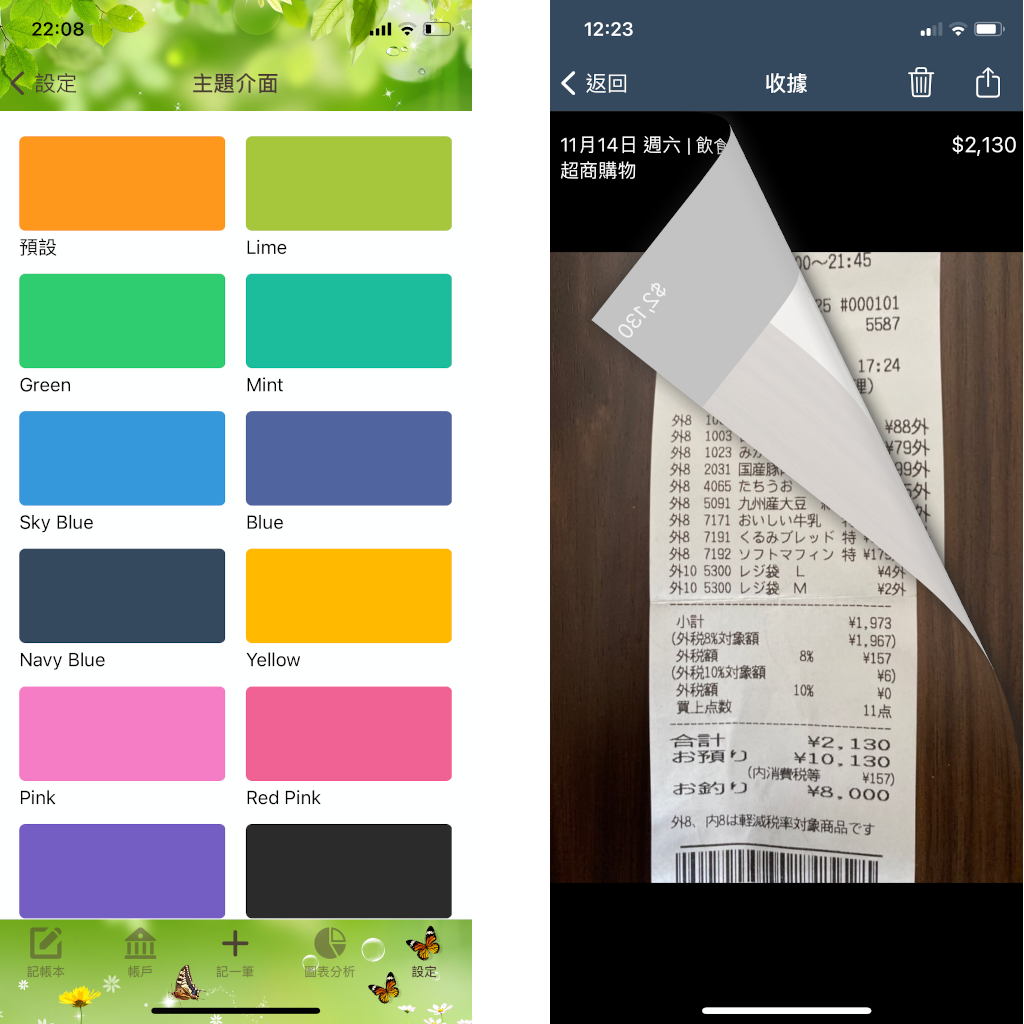 22:08
設定
主題介面
預設
Lime
Green
Mint
Sky Blue
Blue
Navy Blue
Yellow
Pink
Red Pink
記帳本
帳戶
記一筆
圖表分析
設定
12:23
返回
收據
11月14日 週六 | 飲食
$2,130
超商購物
$2,130
00～21:45
25 #000101
5587
17:24
理)
外8 ¥88外
外8 1003 ¥79外
外8 1023 みか 99外
外8 2031 国産豚
外8 4065 たちうお
外8 5091 九州産大豆
外8 7171 おいしい牛乳 特
外8 7191 くるみブレッド 特
外8 7192 ソフトマフィン 特 ¥179
外10 5300 レジ袋 L ¥4外
外10 5300 レジ袋 M ¥2外
小計 ¥1,973
(外税8%対象額 ¥1,967)
外税額 8% ¥157
(外税10%対象額 ¥6)
外税額 10% ¥0
買上点数 11点
合計 ¥2,130
お預り ¥10,130
(内消費税等 ¥157)
お釣り ¥8,000
外8、内8は軽減税率対象商品です